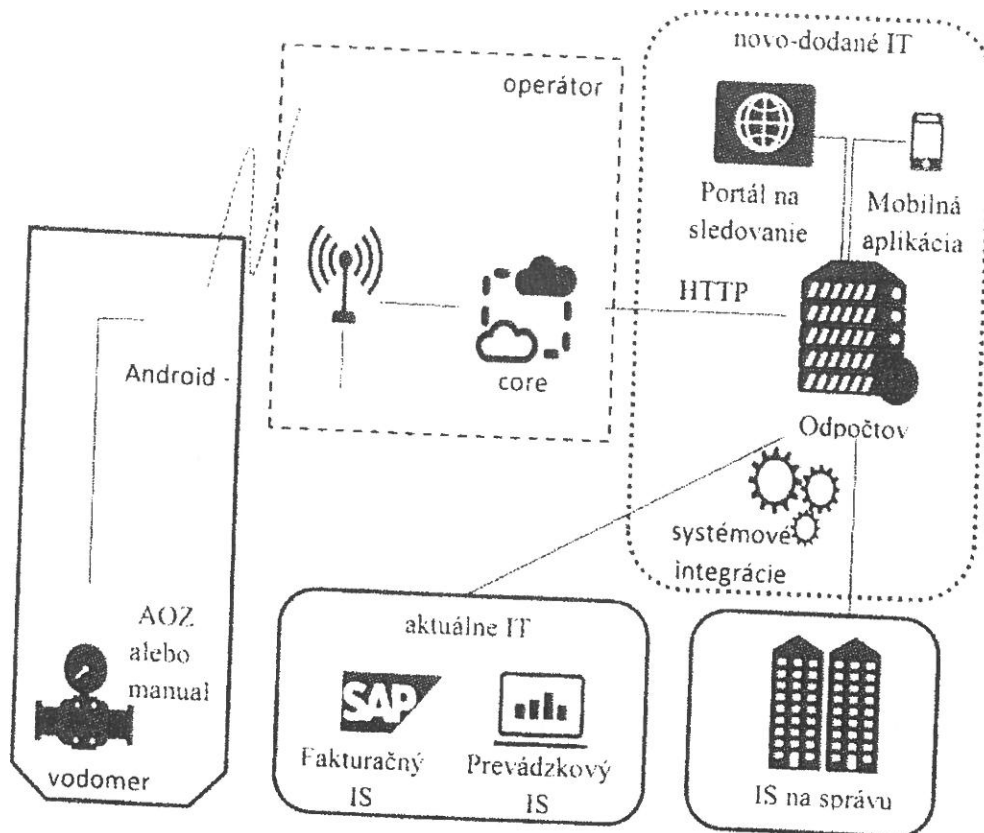 novo-dodané IT
operátor
Portál na
sledovanie
Mobilná
aplikácia
HTTP
Android -
core
Odpočtov
systémové
integrácie
AOZ
alebo
manual
vodomer
aktuálne IT
SAP
Fakturačný
IS
Prevádzkový
IS
IS na správu